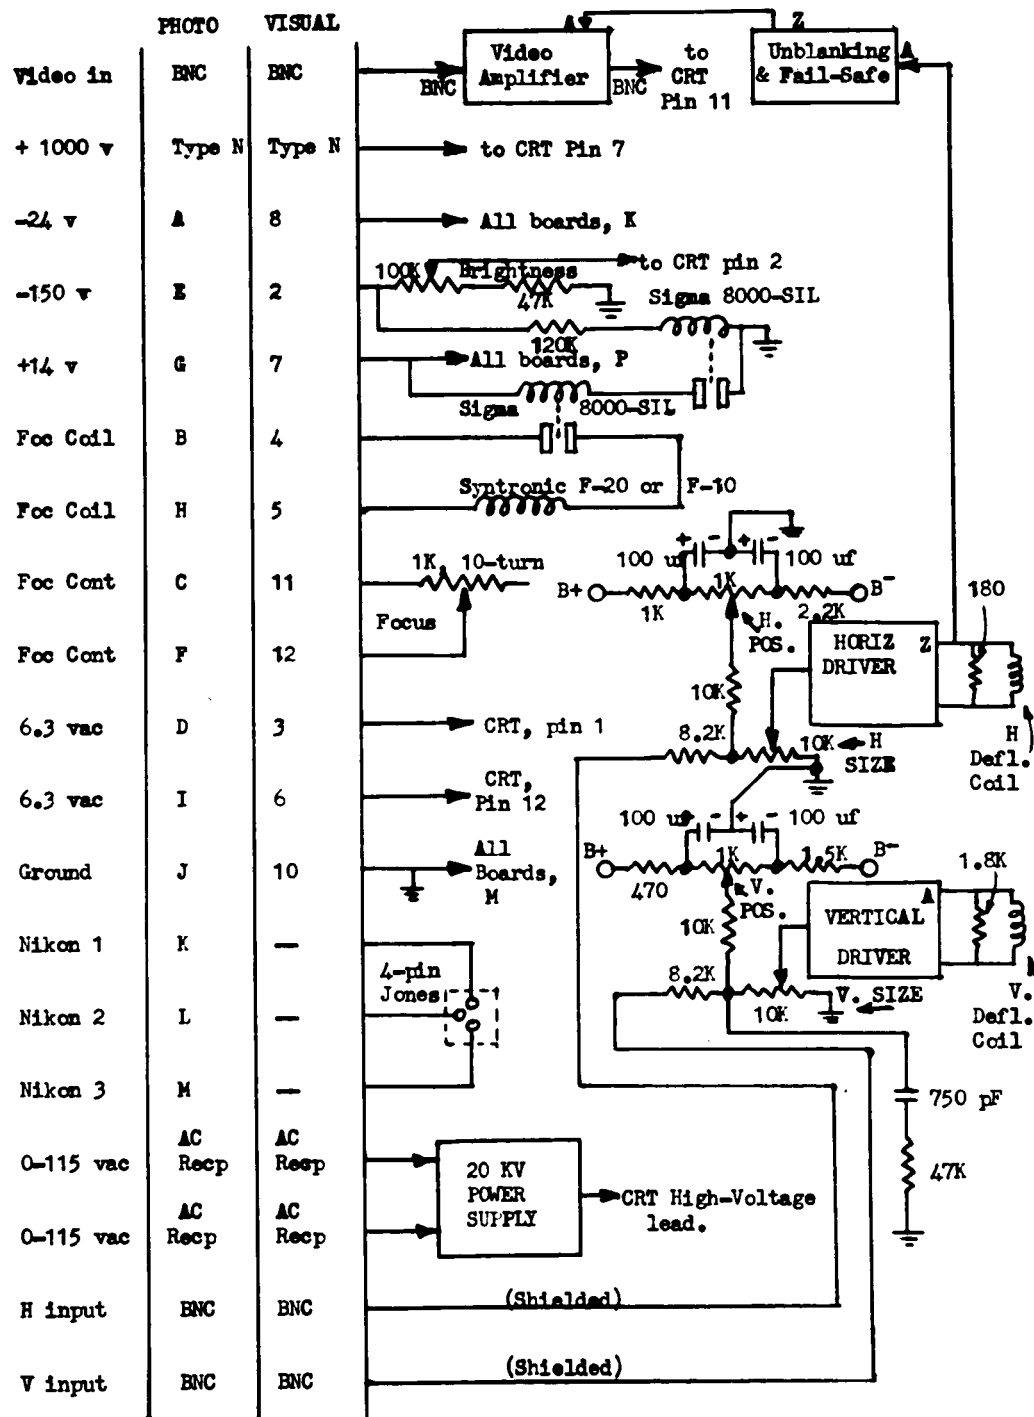 PHOTO VISUAL
Video in BNC BNC
BNC
A
Video
Amplifier
BNC
to
CRT
Pin 11
Z
Unblanking
& Fail-Safe
A
+ 1000 v Type N Type N to CRT Pin 7
-24 v A 8 All boards, K
-150 v E 2
100K Brightness to CRT pin 2
47K Sigma 8000-SIL
120K
+14 v G 7 All boards, P
Sigma 8000-SIL
Foc Coil B 4
Syntronic F-20 or F-10
Foc Coil H 5
Foc Cont C 11
1K, 10-turn
Focus
Foc Cont F 12
+ - + -
100 uf 100 uf
B+ 1K B-
1K 2.2K
H.
POS.
10K
8.2K
HORIZ
DRIVER
Z
180
H
Defl.
Coil
10K H
SIZE
6.3 vac D 3 CRT, pin 1
6.3 vac I 6 CRT,
Pin 12
+ - + -
100 uf 100 uf
B+ 1K 1.5K B-
470
V.
POS.
10K
8.2K
VERTICAL
DRIVER
A
1.8K
V.
Defl.
Coil
V. SIZE
10K
Ground J 10 All
Boards,
M
Nikon 1 K —
4-pin
Jones
Nikon 2 L —
Nikon 3 M —
750 pF
47K
0-115 vac AC
Recp AC
Recp
0-115 vac AC
Recp AC
Recp
20 KV
POWER
SUPPLY
CRT High-Voltage
lead.
H input BNC BNC (Shielded)
V input BNC BNC (Shielded)